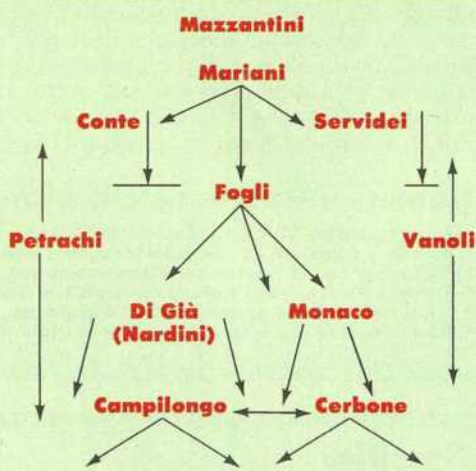 Mazzantini
Mariani
Conte
Servidei
Fogli
Petrachi
Vanoli
Di Già
(Nardini)
Monaco
Campilongo
Cerbone